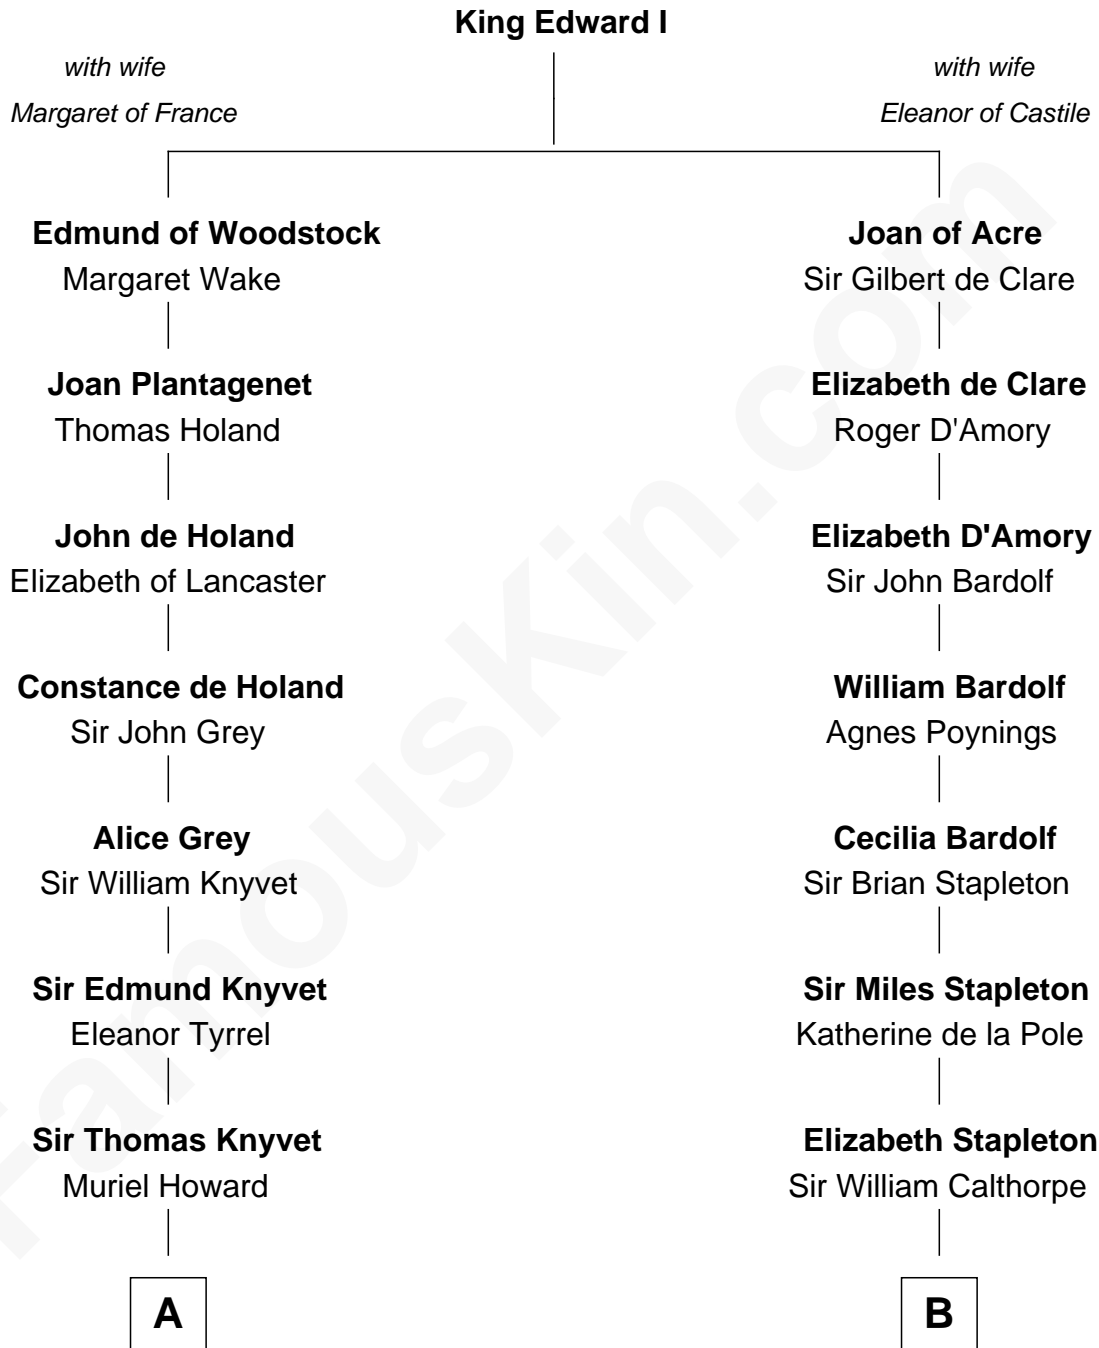 King Edward I
with wife
Margaret of France
with wife
Eleanor of Castile
Edmund of Woodstock
Margaret Wake
Joan of Acre
Sir Gilbert de Clare
Joan Plantagenet
Thomas Holand
Elizabeth de Clare
Roger D'Amory
John de Holand
Elizabeth of Lancaster
Elizabeth D'Amory
Sir John Bardolf
Constance de Holand
Sir John Grey
William Bardolf
Agnes Poynings
Alice Grey
Sir William Knyvet
Cecilia Bardolf
Sir Brian Stapleton
Sir Edmund Knyvet
Eleanor Tyrrel
Sir Miles Stapleton
Katherine de la Pole
Sir Thomas Knyvet
Muriel Howard
Elizabeth Stapleton
Sir William Calthorpe
A
B
FamousKin.com